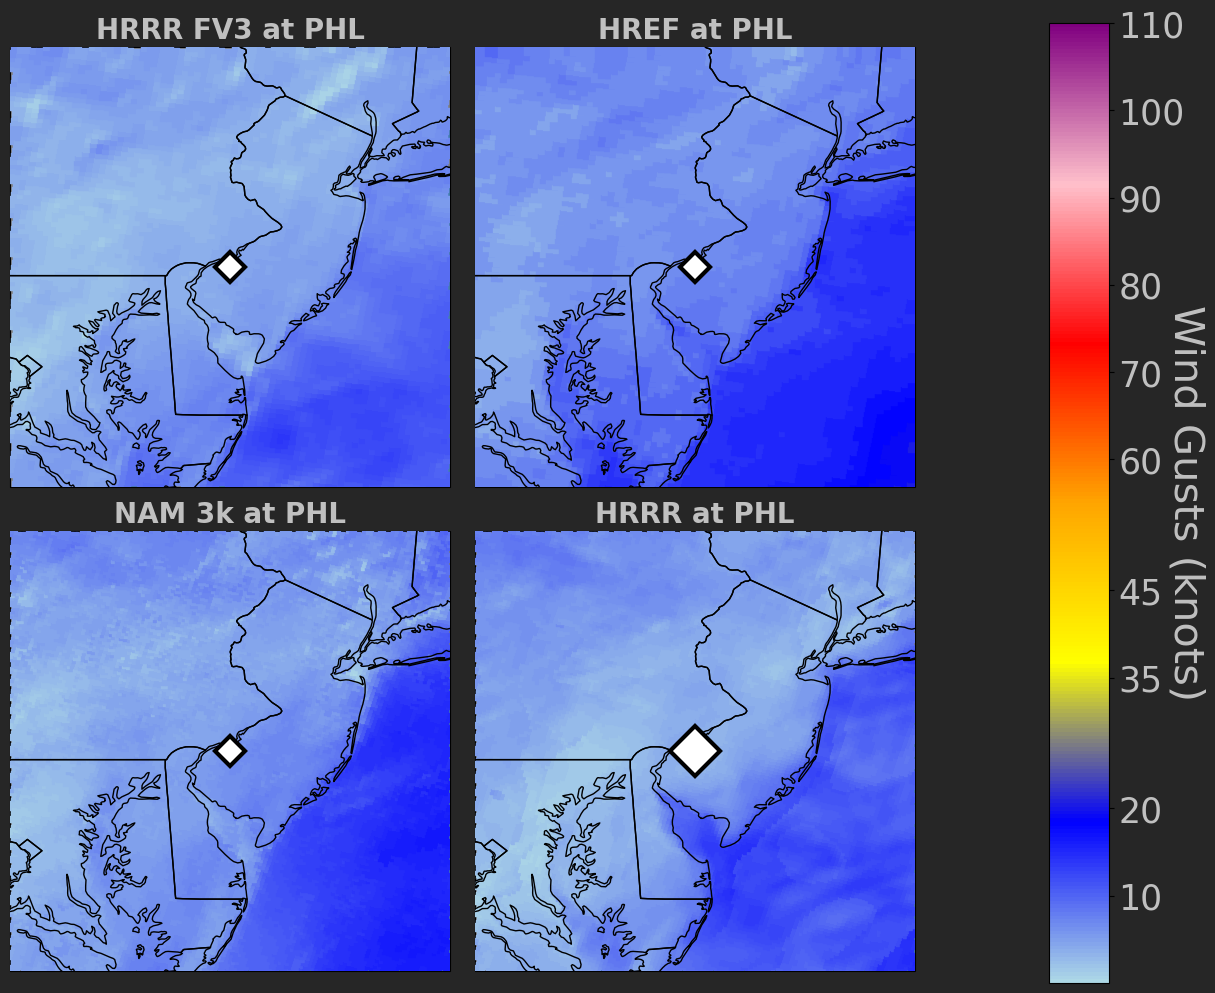 HRRR FV3 at PHL
HREF at PHL
NAM 3k at PHL
HRRR at PHL
110
100
90
80
70
60
45
35
20
10
Wind Gusts (knots)